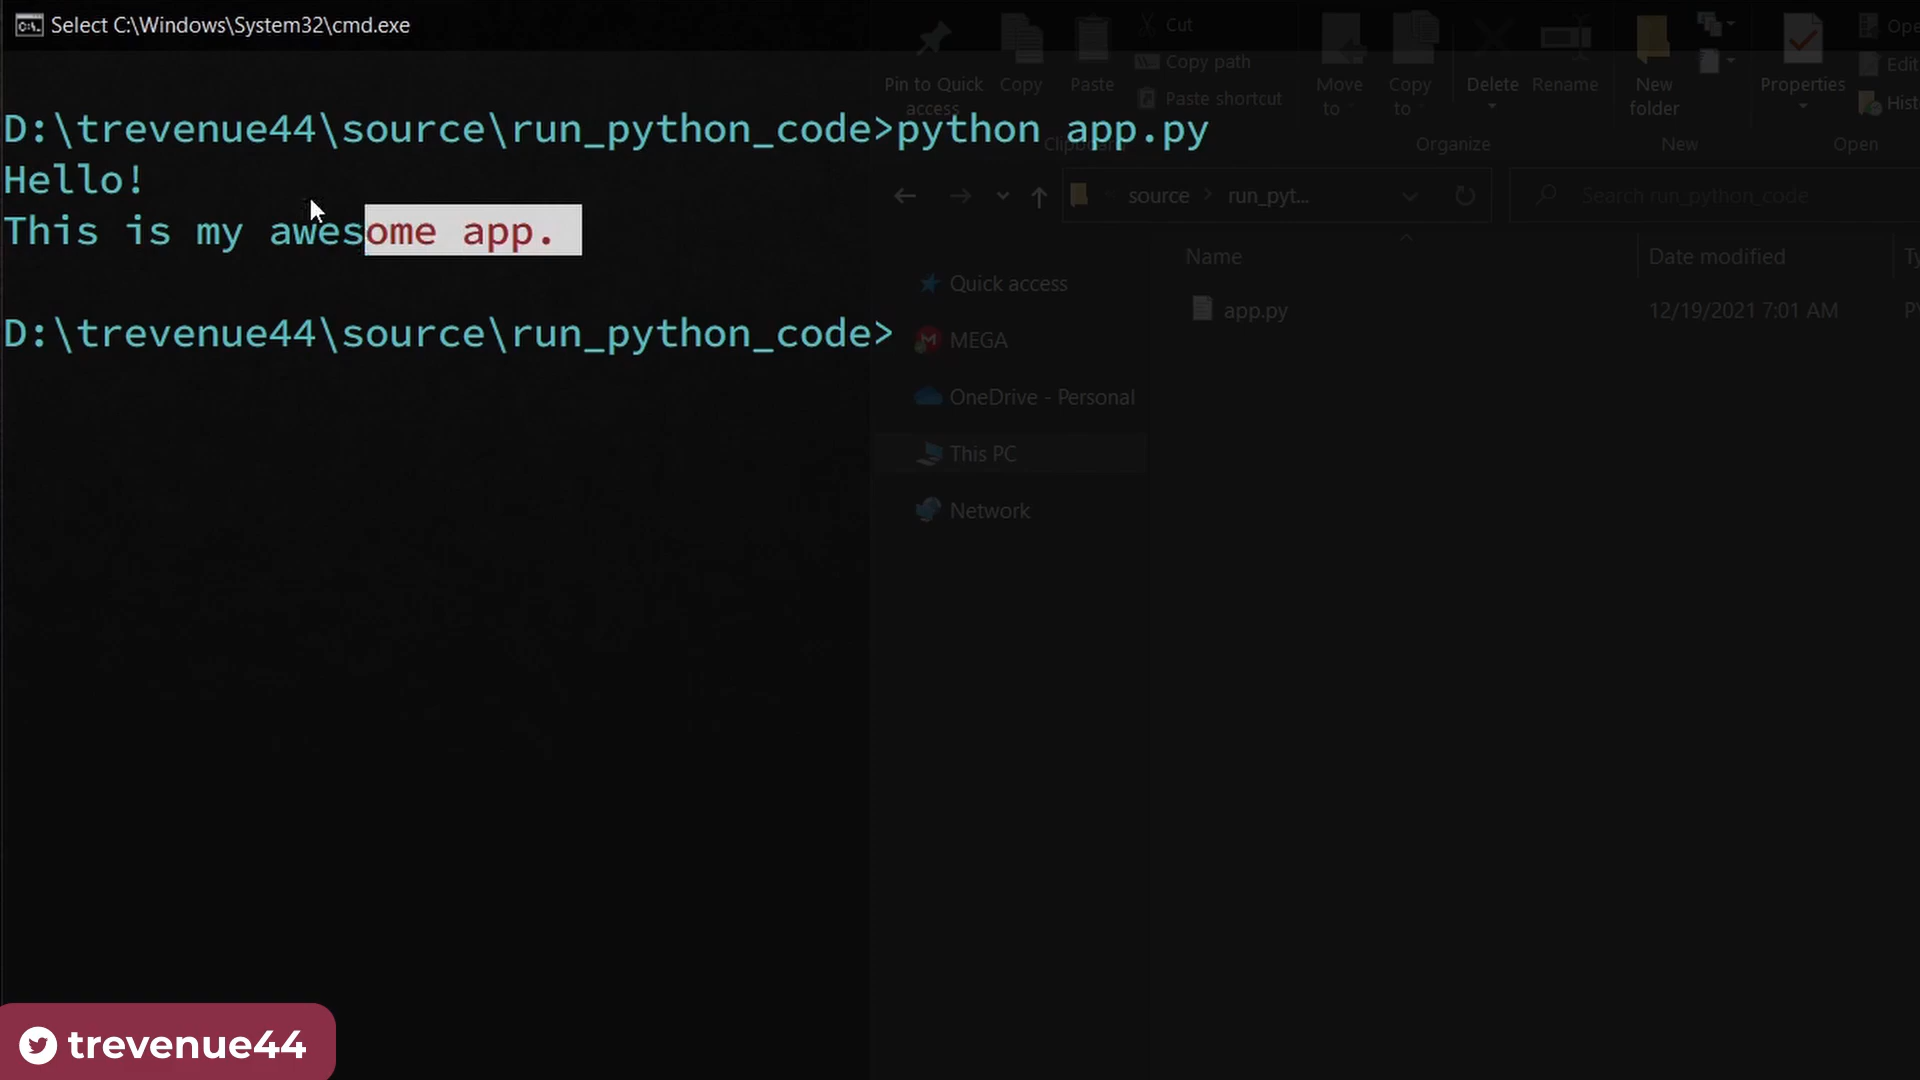 Select C:\Windows\System32\cmd.exe
D:\trevenue44\source\run_python_code>python app.py
Hello!
This is my awesome app.
D:\trevenue44\source\run_python_code>
Pin to Quick access
Copy
Paste
Cut
Copy path
Paste shortcut
Move to
Copy to
Delete
Rename
New folder
Properties
Edit
Organize
New
Open
source
run_pyt...
Search run_python_code
Name
Date modified
Quick access
app.py
12/19/2021 7:01 AM
MEGA
OneDrive - Personal
This PC
Network
trevenue44